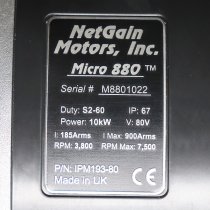 NetGain
Motors, Inc.
Micro 880 ™
Serial # M8801022
Duty: S2-60 IP: 67
Power: 10kW V: 80V
I: 185Arms I Max: 900Arms
RPM: 3,800 RPM Max: 7,500
P/N: IPM193-80
Made in UK